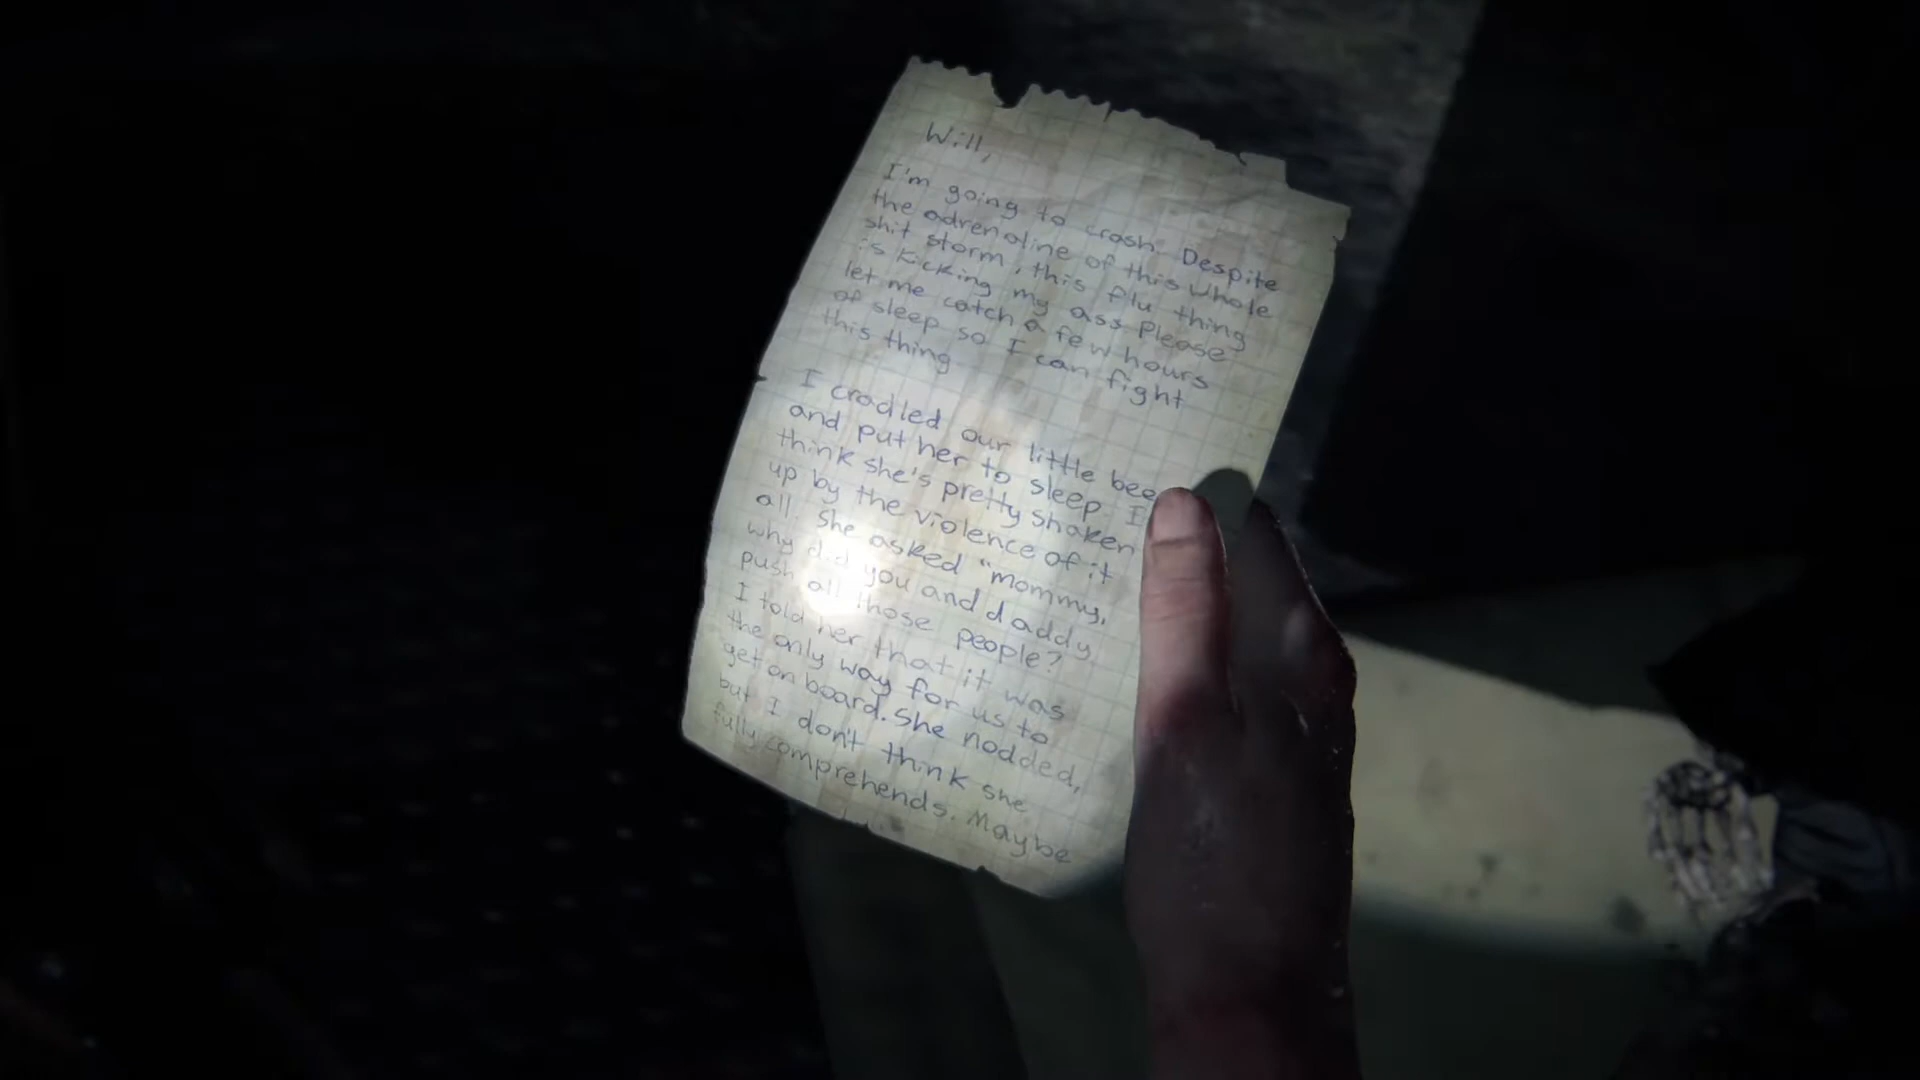 Will,
I'm going to crash. Despite
the adrenaline of this whole
shit storm, this flu thing
is kicking my ass Please
let me catch a few hours
of sleep so I can fight
this thing
I cradled our little bee
and put her to sleep. I
think she's pretty shaken
up by the violence of it
all. She asked "mommy,
why did you and daddy
push all those people?
I told her that it was
the only way for us to
get on board. She nodded,
but I don't think she
fully comprehends. Maybe